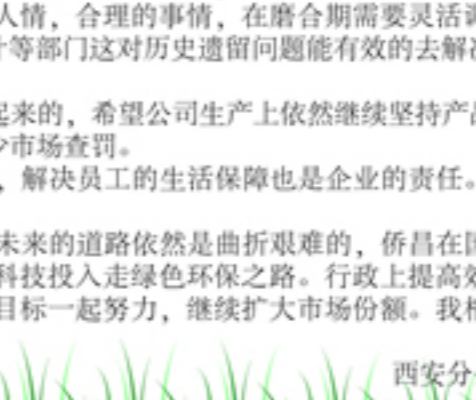 人情，合理的事情，在磨合期需要灵活
等部门这对历史遗留问题能有效的去解
起来的，希望公司生产上依然继续坚持产
少市场查罚。
，解决员工的生活保障也是企业的责任。
未来的道路依然是曲折艰难的，侨昌在
科技投入走绿色环保之路。行政上提高
目标一起努力，继续扩大市场份额。我
西安分